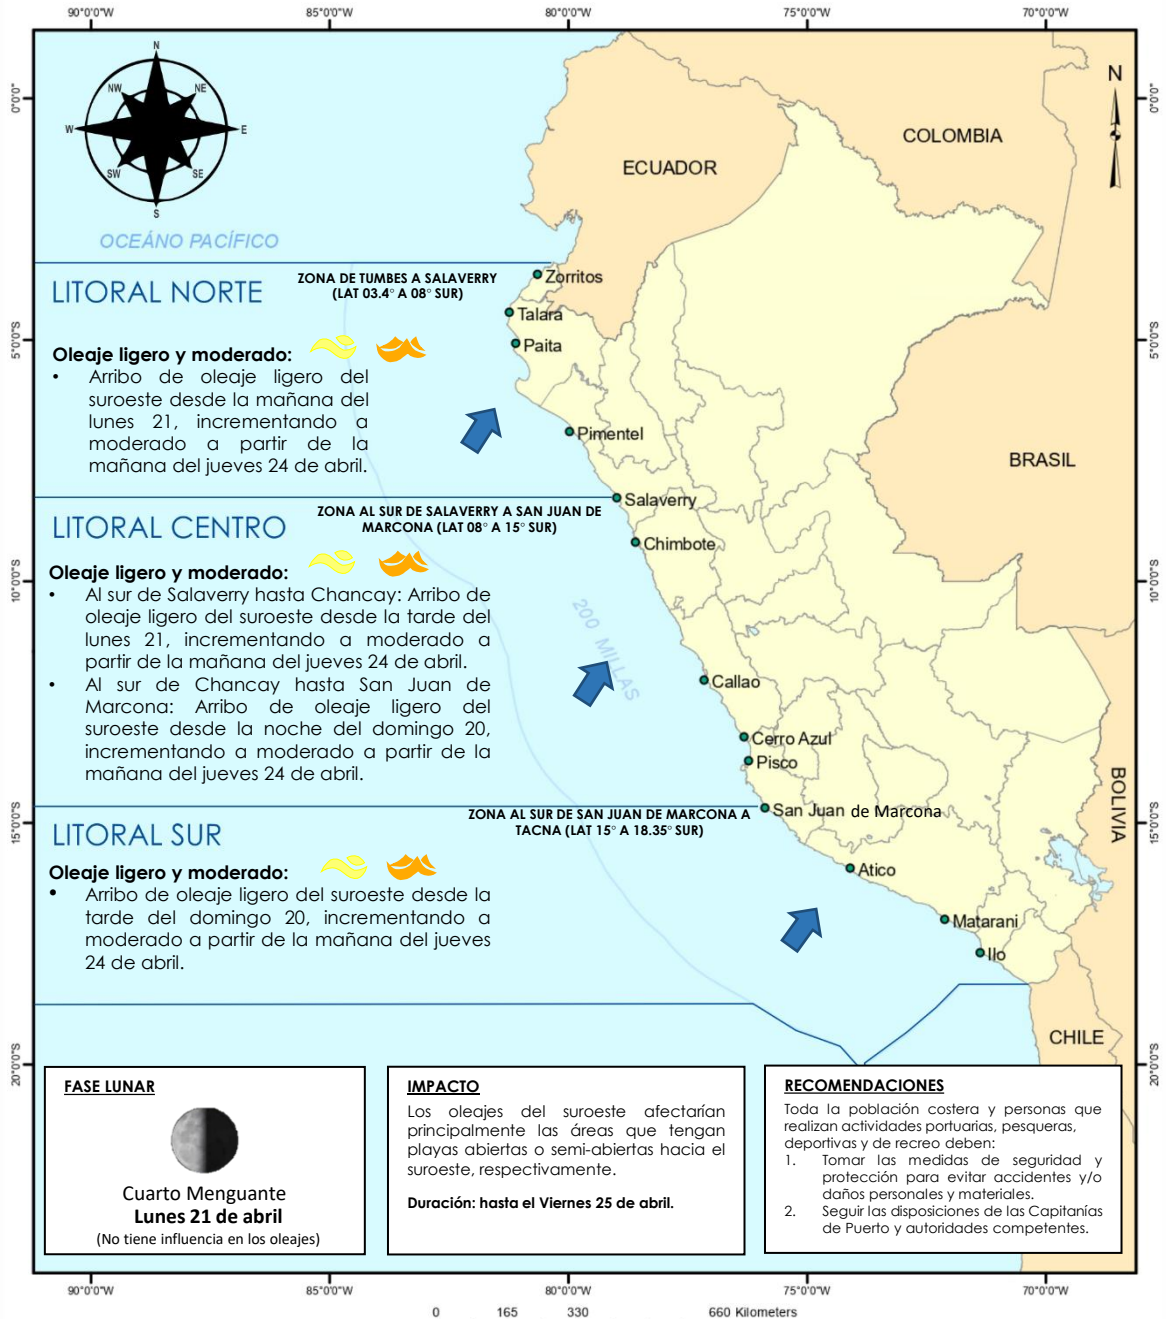 90°0'0"W 85°0'0"W 80°0'0"W 75°0'0"W 70°0'0"W
0°0'0"
5°0'0"S
10°0'0"S
15°0'0"S
20°0'0"S
N
NE
E
SE
S
SW
W
NW
N
COLOMBIA
ECUADOR
BRASIL
BOLIVIA
CHILE
OCEÁNO PACÍFICO
200 MILLAS
Zorritos
Talara
Paita
Pimentel
Salaverry
Chimbote
Callao
Cerro Azul
Pisco
San Juan de Marcona
Atico
Matarani
Ilo
LITORAL NORTE
ZONA DE TUMBES A SALAVERRY
(LAT 03.4° A 08° SUR)
Oleaje ligero y moderado:
• Arribo de oleaje ligero del
suroeste desde la mañana del
lunes 21, incrementando a
moderado a partir de la
mañana del jueves 24 de abril.
LITORAL CENTRO
ZONA AL SUR DE SALAVERRY A SAN JUAN DE
MARCONA (LAT 08° A 15° SUR)
Oleaje ligero y moderado:
• Al sur de Salaverry hasta Chancay: Arribo de
oleaje ligero del suroeste desde la tarde del
lunes 21, incrementando a moderado a
partir de la mañana del jueves 24 de abril.
• Al sur de Chancay hasta San Juan de
Marcona: Arribo de oleaje ligero del
suroeste desde la noche del domingo 20,
incrementando a moderado a partir de la
mañana del jueves 24 de abril.
LITORAL SUR
ZONA AL SUR DE SAN JUAN DE MARCONA A
TACNA (LAT 15° A 18.35° SUR)
Oleaje ligero y moderado:
• Arribo de oleaje ligero del suroeste desde la
tarde del domingo 20, incrementando a
moderado a partir de la mañana del jueves
24 de abril.
FASE LUNAR
Cuarto Menguante
Lunes 21 de abril
(No tiene influencia en los oleajes)
IMPACTO
Los oleajes del suroeste afectarían
principalmente las áreas que tengan
playas abiertas o semi-abiertas hacia el
suroeste, respectivamente.
Duración: hasta el Viernes 25 de abril.
RECOMENDACIONES
Toda la población costera y personas que
realizan actividades portuarias, pesqueras,
deportivas y de recreo deben:
1. Tomar las medidas de seguridad y
protección para evitar accidentes y/o
daños personales y materiales.
2. Seguir las disposiciones de las Capitanías
de Puerto y autoridades competentes.
0°0'0"
5°0'0"S
10°0'0"S
15°0'0"S
20°0'0"S
90°0'0"W 85°0'0"W 80°0'0"W 75°0'0"W 70°0'0"W
0 165 330 660 Kilometers